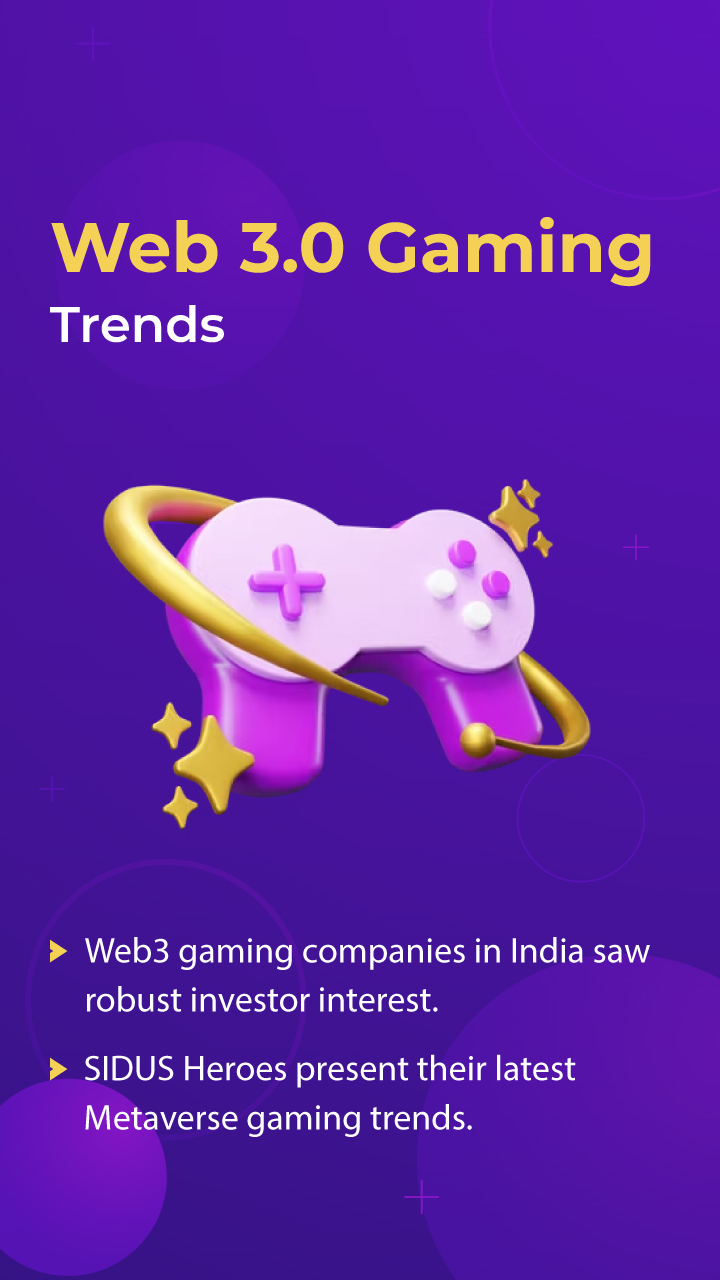 Web 3.0 Gaming
Trends
Web3 gaming companies in India saw
robust investor interest.
SIDUS Heroes present their latest
Metaverse gaming trends.